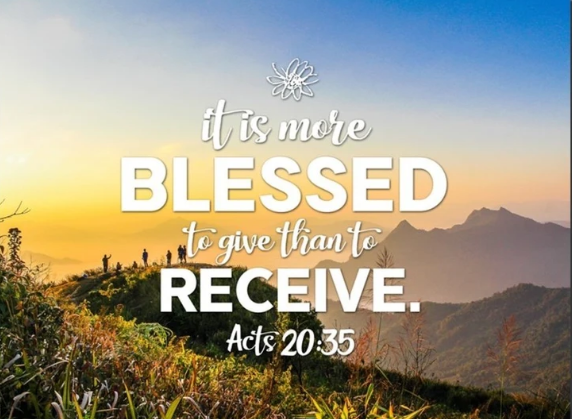 it is more
BLESSED
to give than to
RECEIVE.
Acts 20:35